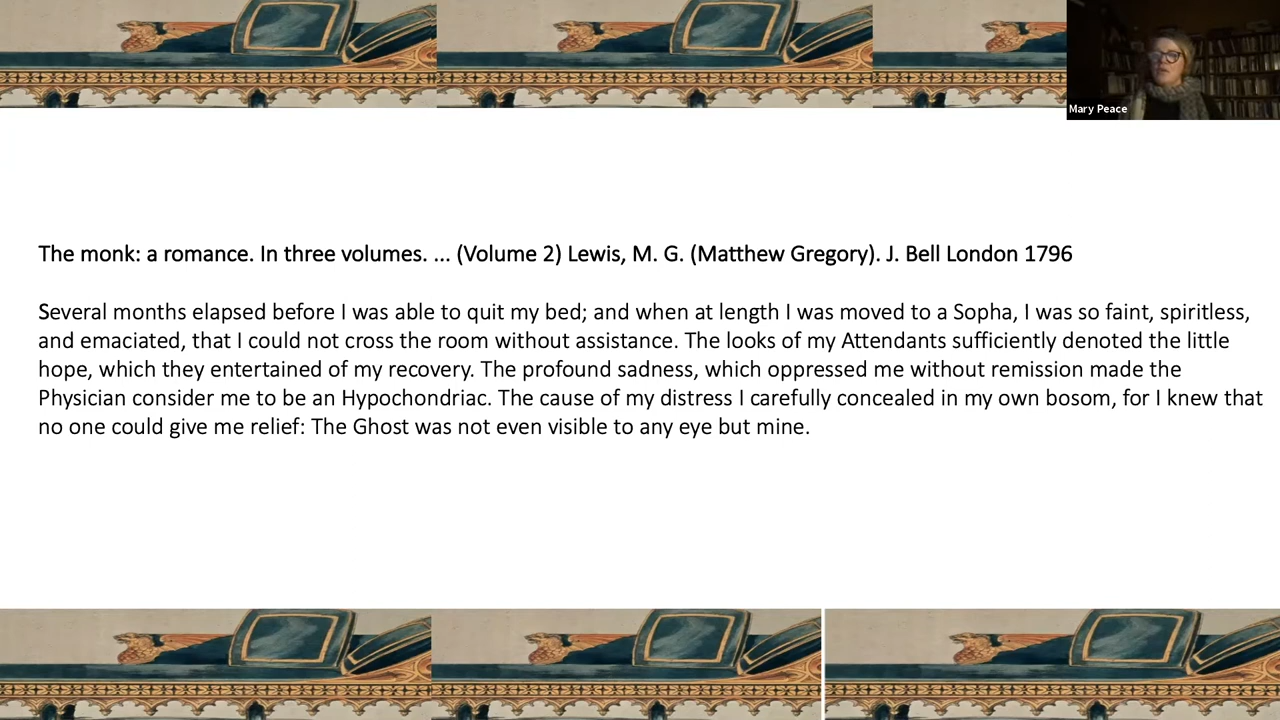 Mary Peace
The monk: a romance. In three volumes. ... (Volume 2) Lewis, M. G. (Matthew Gregory). J. Bell London 1796
Several months elapsed before I was able to quit my bed; and when at length I was moved to a Sopha, I was so faint, spiritless,
and emaciated, that I could not cross the room without assistance. The looks of my Attendants sufficiently denoted the little
hope, which they entertained of my recovery. The profound sadness, which oppressed me without remission made the
Physician consider me to be an Hypochondriac. The cause of my distress I carefully concealed in my own bosom, for I knew that
no one could give me relief: The Ghost was not even visible to any eye but mine.